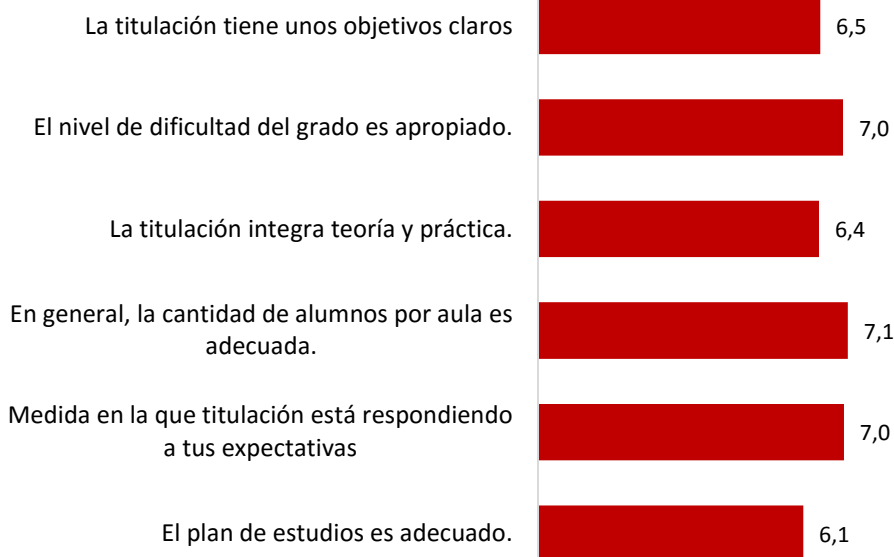 La titulación tiene unos objetivos claros
6,5
El nivel de dificultad del grado es apropiado.
7,0
La titulación integra teoría y práctica.
6,4
En general, la cantidad de alumnos por aula es
adecuada.
7,1
Medida en la que titulación está respondiendo
a tus expectativas
7,0
El plan de estudios es adecuado.
6,1